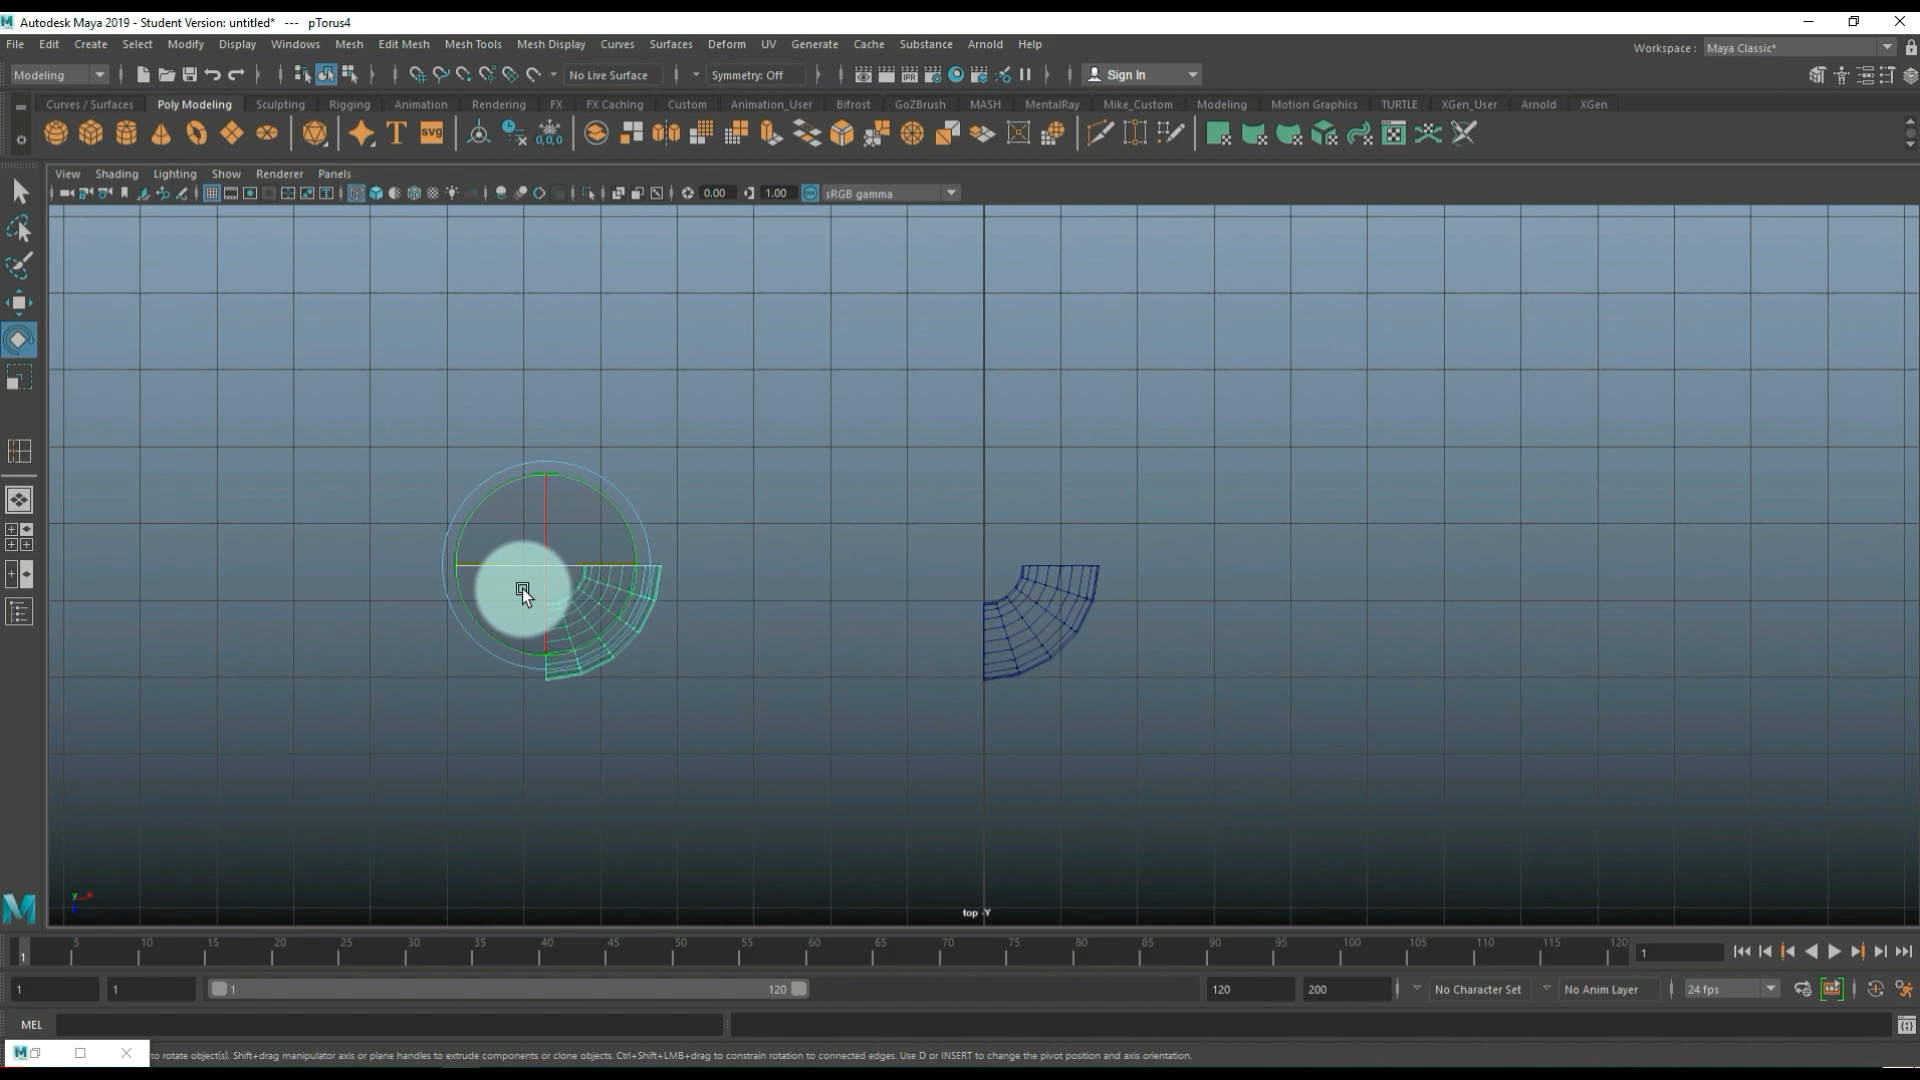 Autodesk Maya 2019 - Student Version: untitled* --- pTorus4
File Edit Create Select Modify Display Windows Mesh Edit Mesh Mesh Tools Mesh Display Curves Surfaces Deform UV Generate Cache Substance Arnold Help
Workspace : Maya Classic*
Modeling No Live Surface Symmetry: Off Sign In
Curves / Surfaces Poly Modeling Sculpting Rigging Animation Rendering FX FX Caching Custom Animation_User Bifrost GoZBrush MASH MentalRay Mike_Custom Modeling Motion Graphics TURTLE XGen_User Arnold XGen
T SVG 0,0,0 IPR
View Shading Lighting Show Renderer Panels
0.00 1.00 sRGB gamma
top -Y
5 10 15 20 25 30 35 40 45 50 55 60 65 70 75 80 85 90 95 100 105 110 115 120
1 1
1 1 1 120 120 200 No Character Set No Anim Layer 24 fps
MEL
to rotate object(s). Shift+drag manipulator axis or plane handles to extrude components or clone objects. Ctrl+Shift+LMB+drag to constrain rotation to connected edges. Use D or INSERT to change the pivot position and axis orientation.